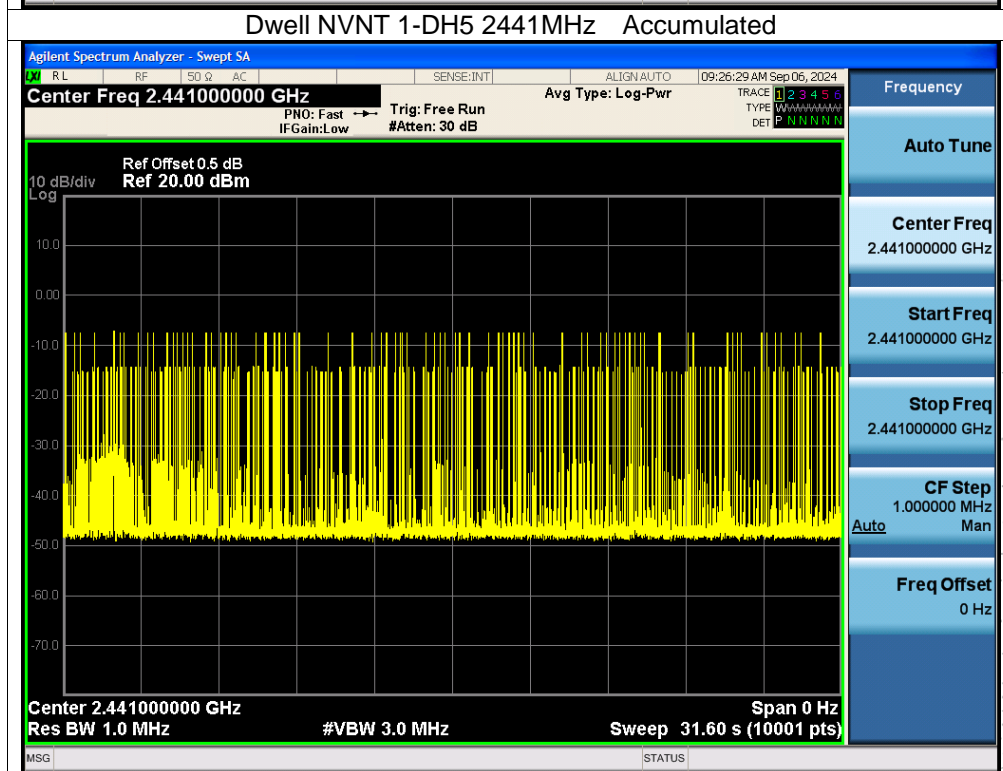 Dwell NVNT 1-DH5 2441MHz Accumulated
Agilent Spectrum Analyzer - Swept SA
LXI RL RF 50 Ω AC SENSE:INT ALIGN AUTO 09:26:29 AM Sep 06, 2024
Center Freq 2.441000000 GHz
PNO: Fast
IFGain:Low
Trig: Free Run
#Atten: 30 dB
Avg Type: Log-Pwr
TRACE 1 2 3 4 5 6
TYPE WWWWWW
DET P N N N N N
Frequency
Auto Tune
Center Freq
2.441000000 GHz
Start Freq
2.441000000 GHz
Stop Freq
2.441000000 GHz
CF Step
1.000000 MHz
Auto Man
Freq Offset
0 Hz
Ref Offset 0.5 dB
10 dB/div Ref 20.00 dBm
Log
10.0
0.00
-10.0
-20.0
-30.0
-40.0
-50.0
-60.0
-70.0
Center 2.441000000 GHz Span 0 Hz
Res BW 1.0 MHz #VBW 3.0 MHz Sweep 31.60 s (10001 pts)
MSG STATUS